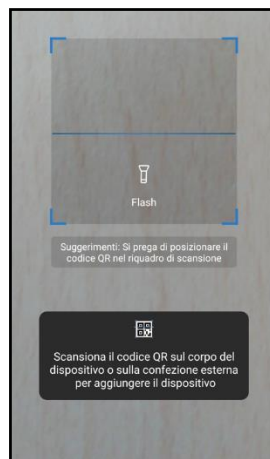 Flash
Suggerimenti: Si prega di posizionare il
codice QR nel riquadro di scansione
Scansiona il codice QR sul corpo del
dispositivo o sulla confezione esterna
per aggiungere il dispositivo